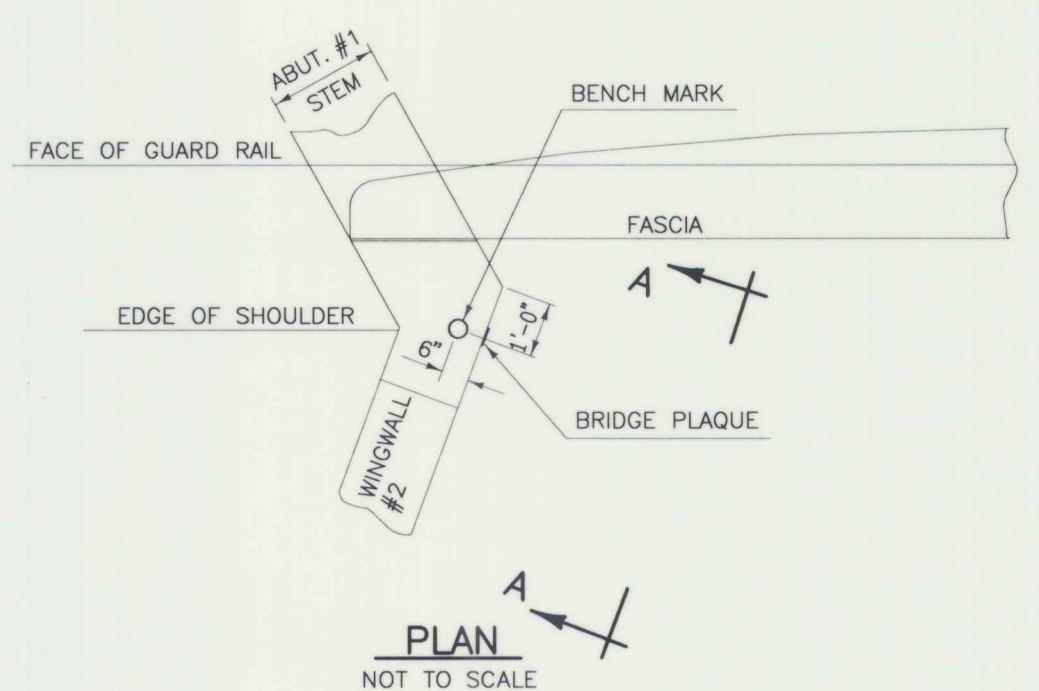 ABUT. #1
STEM
BENCH MARK
FACE OF GUARD RAIL
FASCIA
A
EDGE OF SHOULDER
6"
1'-0"
BRIDGE PLAQUE
WINGWALL
#2
A
PLAN
NOT TO SCALE